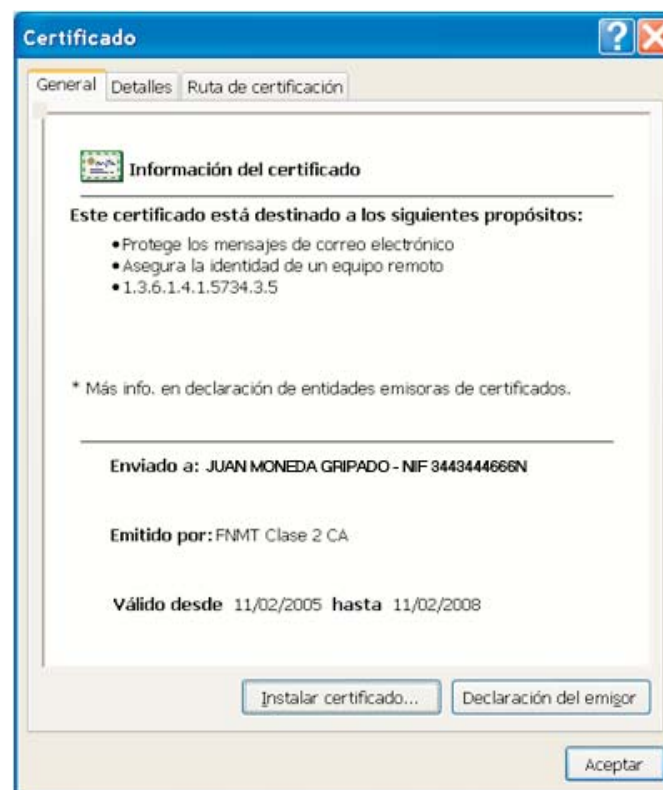 Certificado
General Detalles Ruta de certificación
Información del certificado
Este certificado está destinado a los siguientes propósitos:
•Protege los mensajes de correo electrónico
•Asegura la identidad de un equipo remoto
•1.3.6.1.4.1.5734.3.5
* Más info. en declaración de entidades emisoras de certificados.
Enviado a: JUAN MONEDA GRIPADO - NIF 3443444666N
Emitido por: FNMT Clase 2 CA
Válido desde 11/02/2005 hasta 11/02/2008
Instalar certificado... Declaración del emisor
Aceptar